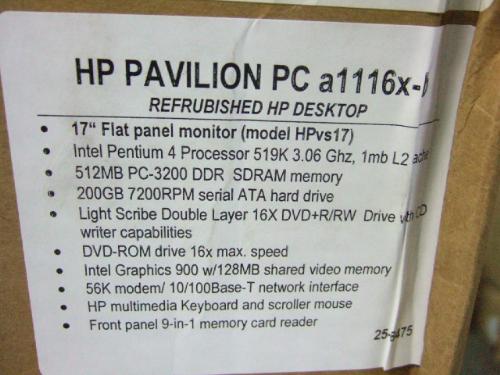 HP PAVILION PC a1116x-b
REFRUBISHED HP DESKTOP
• 17“ Flat panel monitor (model HPvs17)
• Intel Pentium 4 Processor 519K 3.06 Ghz, 1mb L2 ache
• 512MB PC-3200 DDR SDRAM memory
• 200GB 7200RPM serial ATA hard drive
• Light Scribe Double Layer 16X DVD+R/RW Drive with CD
writer capabilities
• DVD-ROM drive 16x max. speed
• Intel Graphics 900 w/128MB shared video memory
• 56K modem/ 10/100Base-T network interface
• HP multimedia Keyboard and scroller mouse
• Front panel 9-in-1 memory card reader